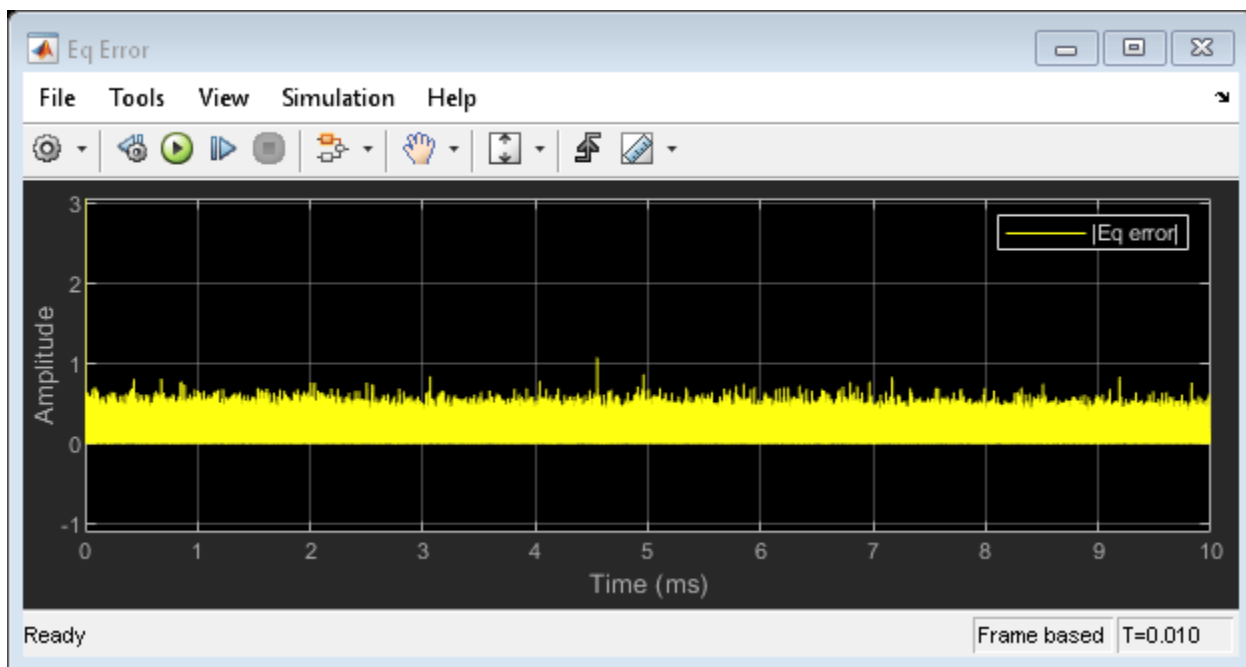 Eq Error
File Tools View Simulation Help
3
2
1
0
-1
Amplitude
|Eq error|
0 1 2 3 4 5 6 7 8 9 10
Time (ms)
Ready
Frame based T=0.010